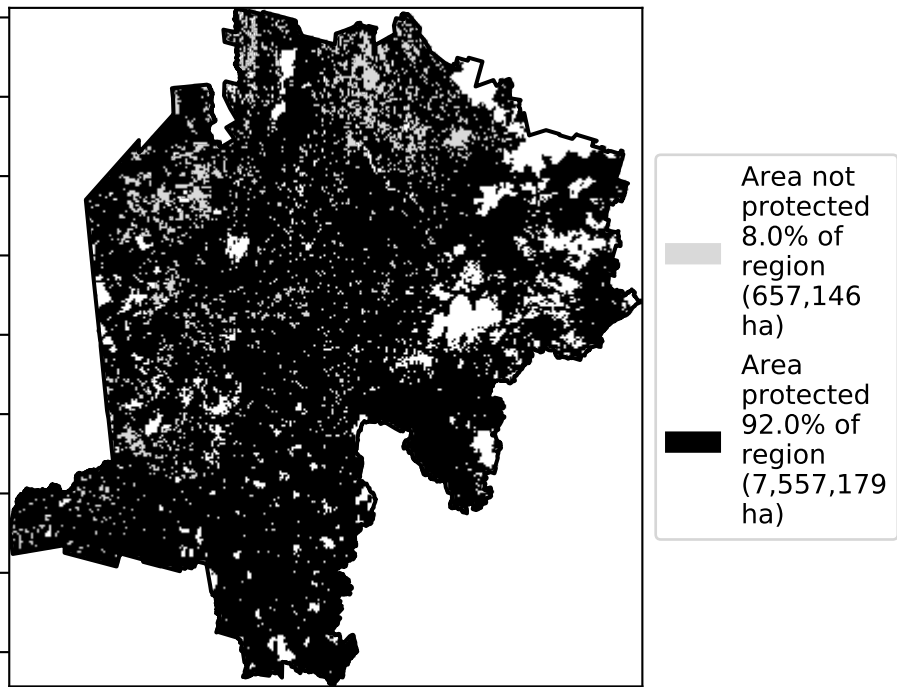 Area not
protected
8.0% of
region
(657,146
ha)
Area
protected
92.0% of
region
(7,557,179
ha)